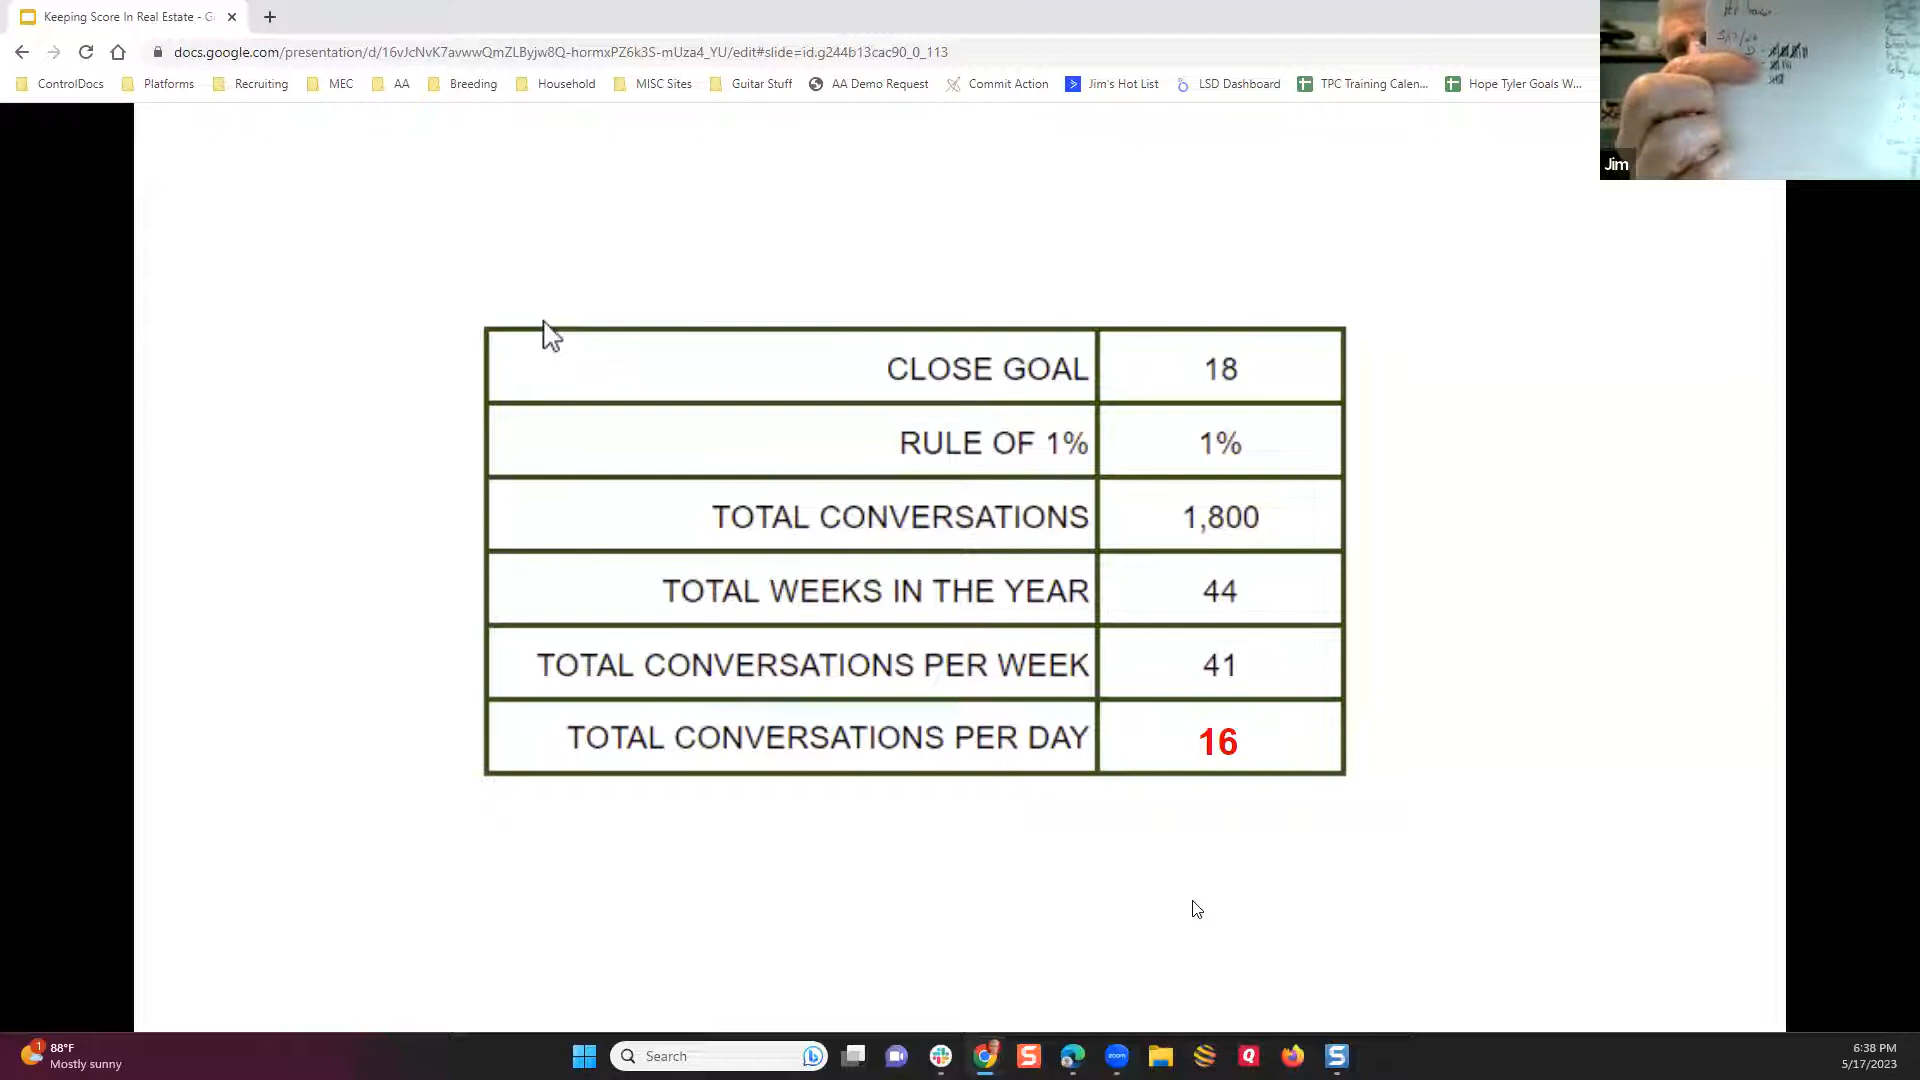 Keeping Score In Real Estate - G
docs.google.com/presentation/d/16vJcNvK7avwwQmZLByjw8Q-hormxPZ6k3S-mUza4_YU/edit#slide=id.g244b13cac90_0_113
ControlDocs Platforms Recruiting MEC AA Breeding Household MISC Sites Guitar Stuff AA Demo Request Commit Action Jim's Hot List LSD Dashboard TPC Training Calen... Hope Tyler Goals W...
Jim
CLOSE GOAL 18
RULE OF 1% 1%
TOTAL CONVERSATIONS 1,800
TOTAL WEEKS IN THE YEAR 44
TOTAL CONVERSATIONS PER WEEK 41
TOTAL CONVERSATIONS PER DAY 16
88°F
Mostly sunny
Search
6:38 PM
5/17/2023